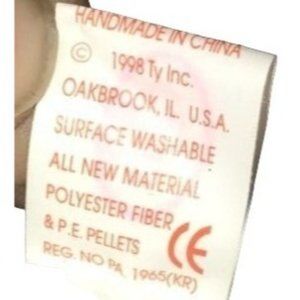 HANDMADE IN CHINA
© 1998 Ty Inc.
OAKBROOK, IL. U.S.A.
SURFACE WASHABLE
ALL NEW MATERIAL
POLYESTER FIBER
& P.E. PELLETS CE
REG. NO PA. 1965(KR)